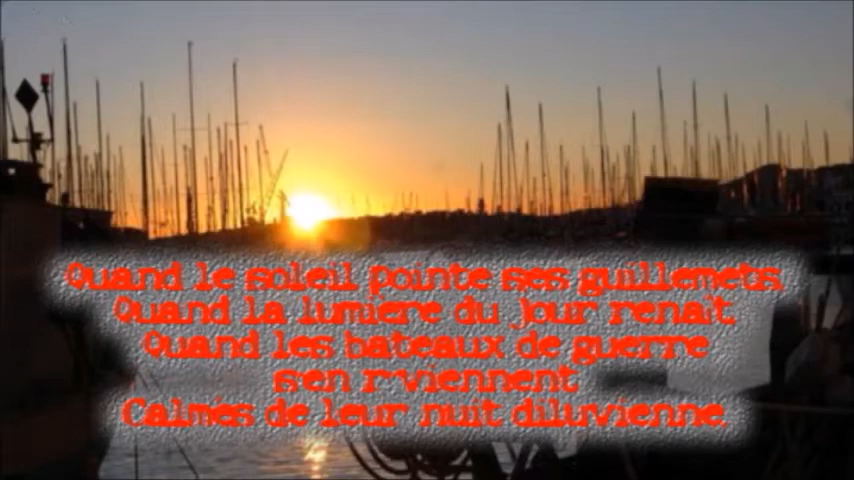 Quand le soleil pointe ses guillemets.
Quand la lumière du jour renaît.
Quand les bateaux de guerre
s'en r'viennent
Calmés de leur nuit diluvienne.